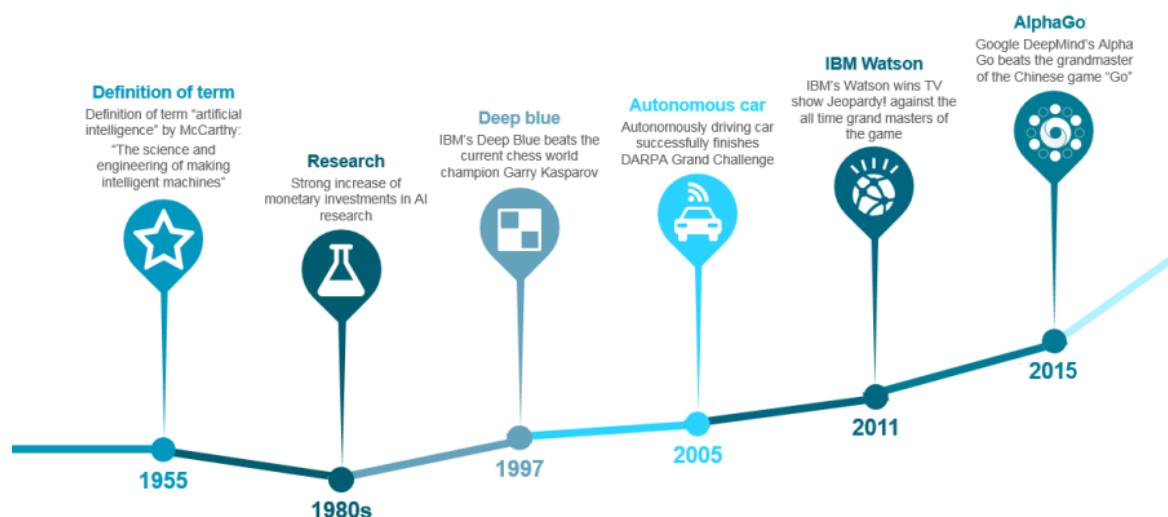 Definition of term
Definition of term “artificial
intelligence” by McCarthy:
“The science and
engineering of making
intelligent machines”
1955
Research
Strong increase of
monetary investments in AI
research
1980s
Deep blue
IBM’s Deep Blue beats the
current chess world
champion Garry Kasparov
1997
Autonomous car
Autonomously driving car
successfully finishes
DARPA Grand Challenge
2005
IBM Watson
IBM’s Watson wins TV
show Jeopardy! against the
all time grand masters of
the game
2011
AlphaGo
Google DeepMind’s Alpha
Go beats the grandmaster
of the Chinese game “Go”
2015